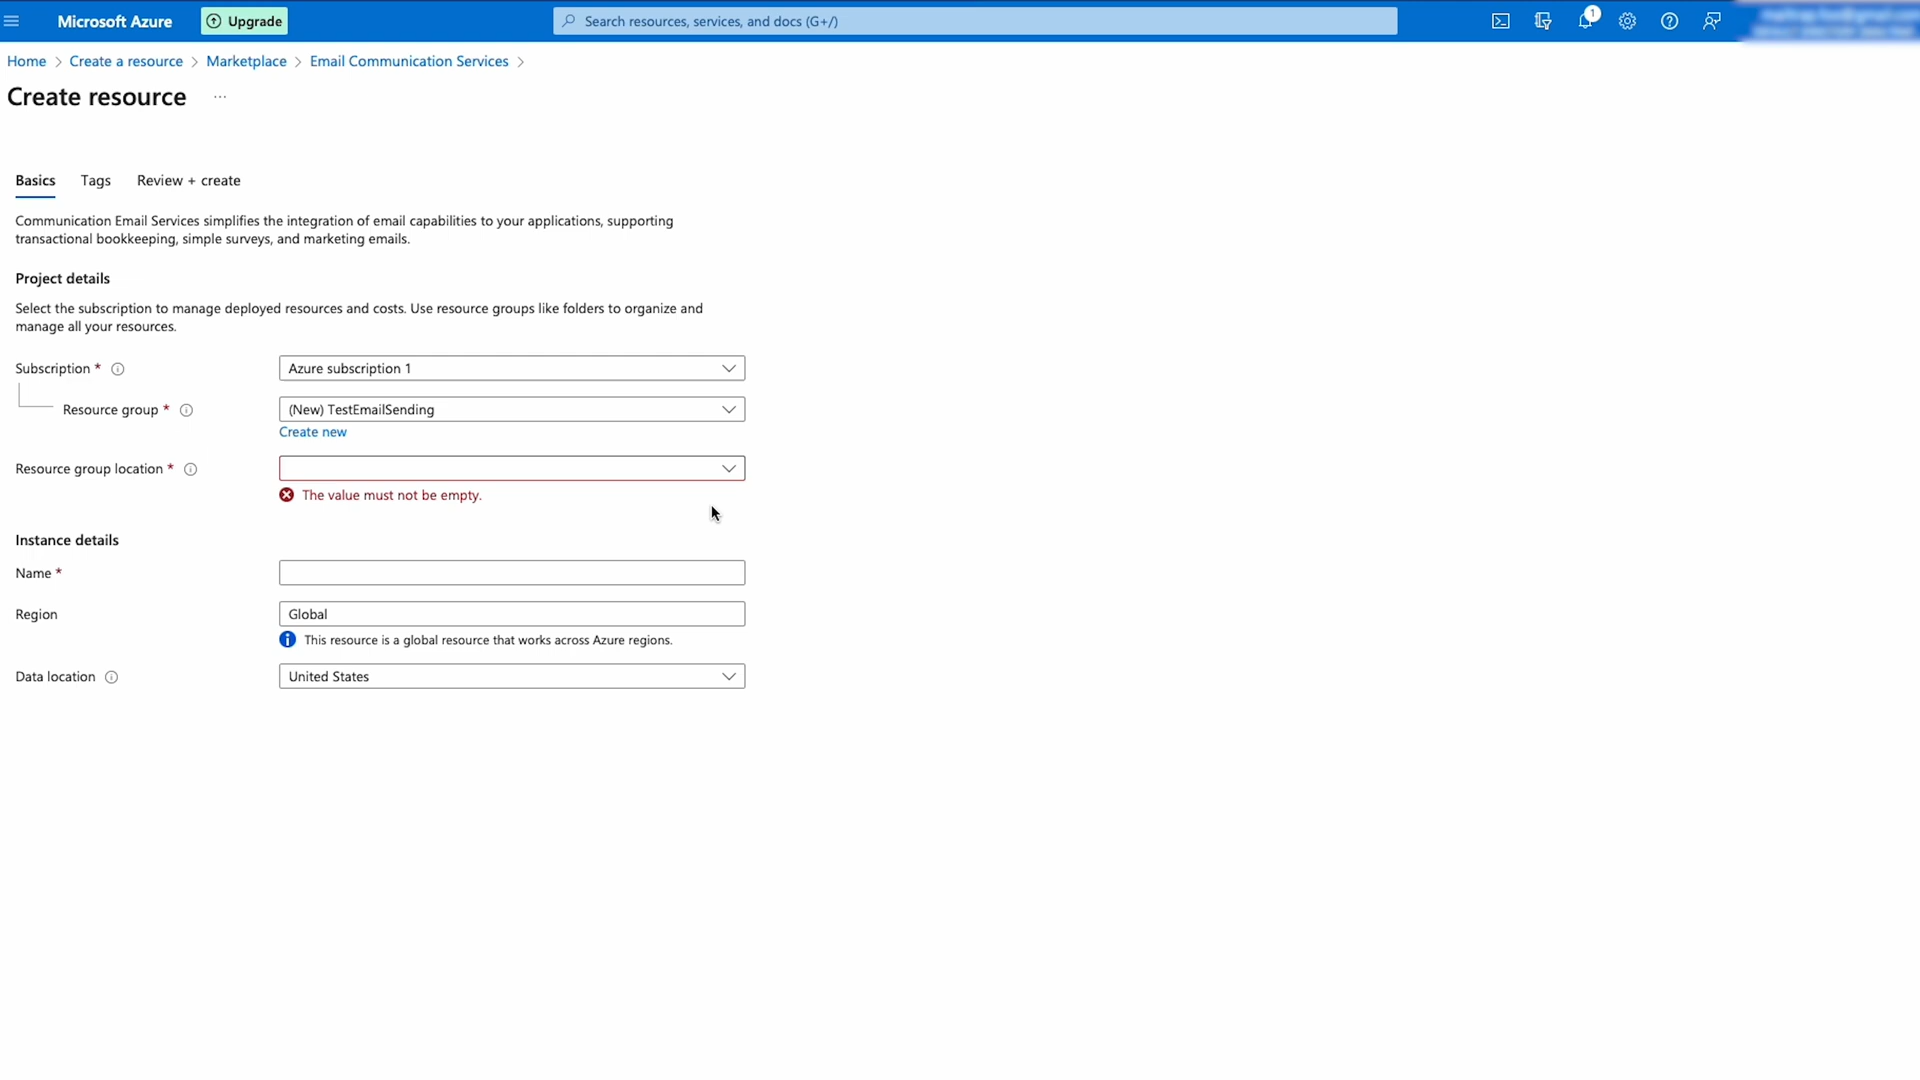 Microsoft Azure
Upgrade
Search resources, services, and docs (G+/)
1
Home > Create a resource > Marketplace > Email Communication Services >
Create resource ...
Basics Tags Review + create
Communication Email Services simplifies the integration of email capabilities to your applications, supporting
transactional bookkeeping, simple surveys, and marketing emails.
Project details
Select the subscription to manage deployed resources and costs. Use resource groups like folders to organize and
manage all your resources.
Subscription * Azure subscription 1
Resource group * (New) TestEmailSending
Create new
Resource group location *
The value must not be empty.
Instance details
Name *
Region Global
This resource is a global resource that works across Azure regions.
Data location United States